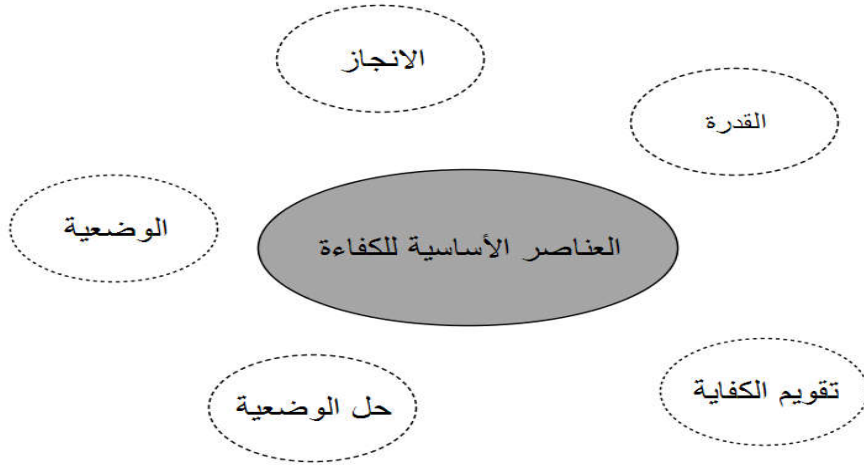 الانجاز
القدرة
الوضعية
العناصر الأساسية للكفاءة
تقويم الكفاية
حل الوضعية